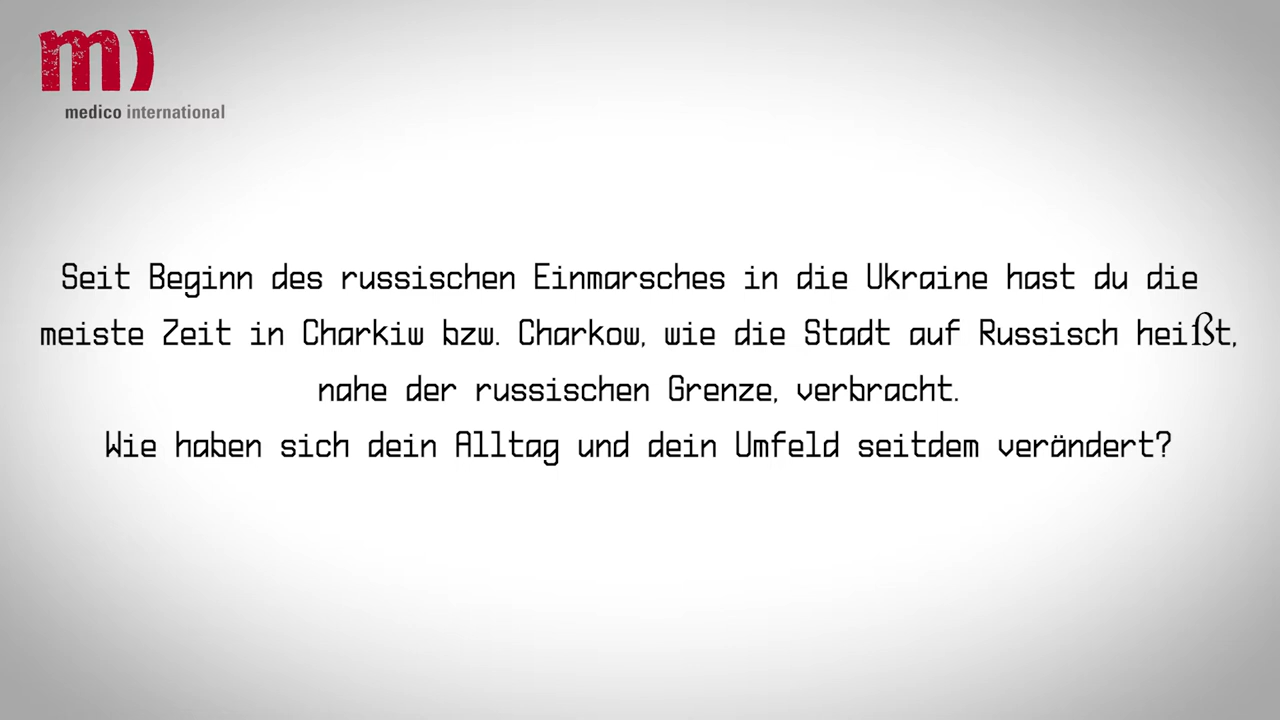 m)
medico international
Seit Beginn des russischen Einmarsches in die Ukraine hast du die
meiste Zeit in Charkiw bzw. Charkow, wie die Stadt auf Russisch heißt,
nahe der russischen Grenze, verbracht.
Wie haben sich dein Alltag und dein Umfeld seitdem verändert?